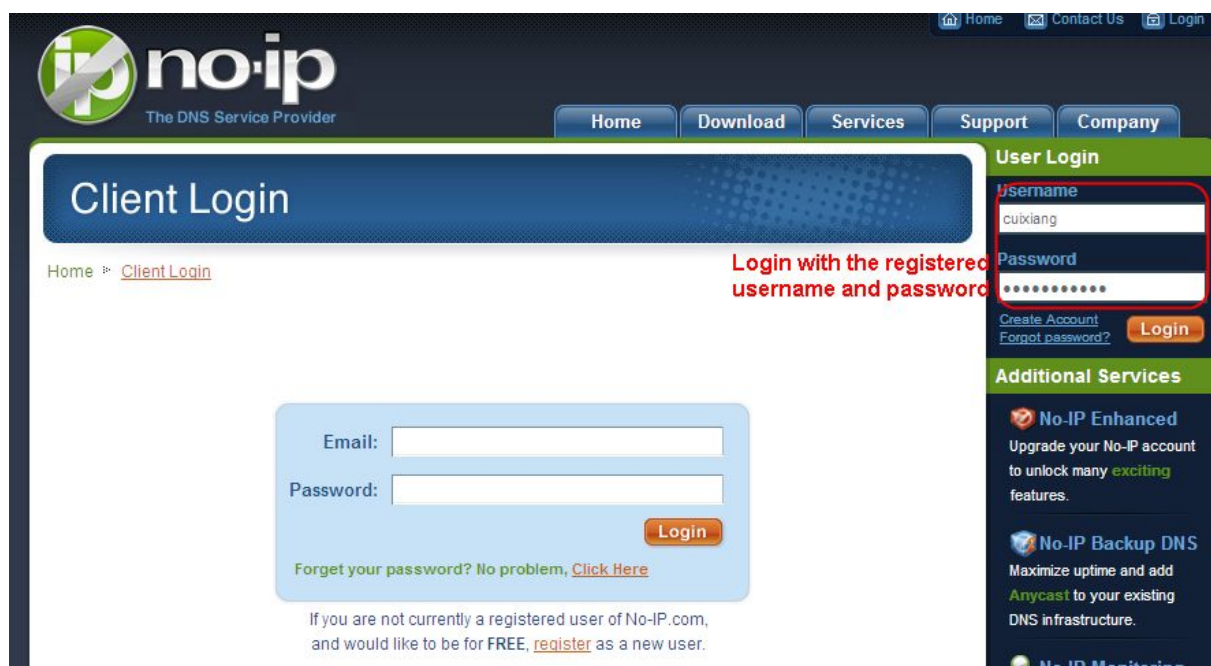 Home Contact Us Login
ip no·ip
The DNS Service Provider
Home Download Services Support Company
Client Login
Home Client Login
Login with the registered
username and password
Email:
Password:
Login
Forget your password? No problem, Click Here
If you are not currently a registered user of No-IP.com,
and would like to be for FREE, register as a new user.
User Login
Username
cuixiang
Password
Create Account
Forgot password?
Login
Additional Services
No-IP Enhanced
Upgrade your No-IP account
to unlock many exciting
features.
No-IP Backup DNS
Maximize uptime and add
Anycast to your existing
DNS infrastructure.
No-IP Monitoring